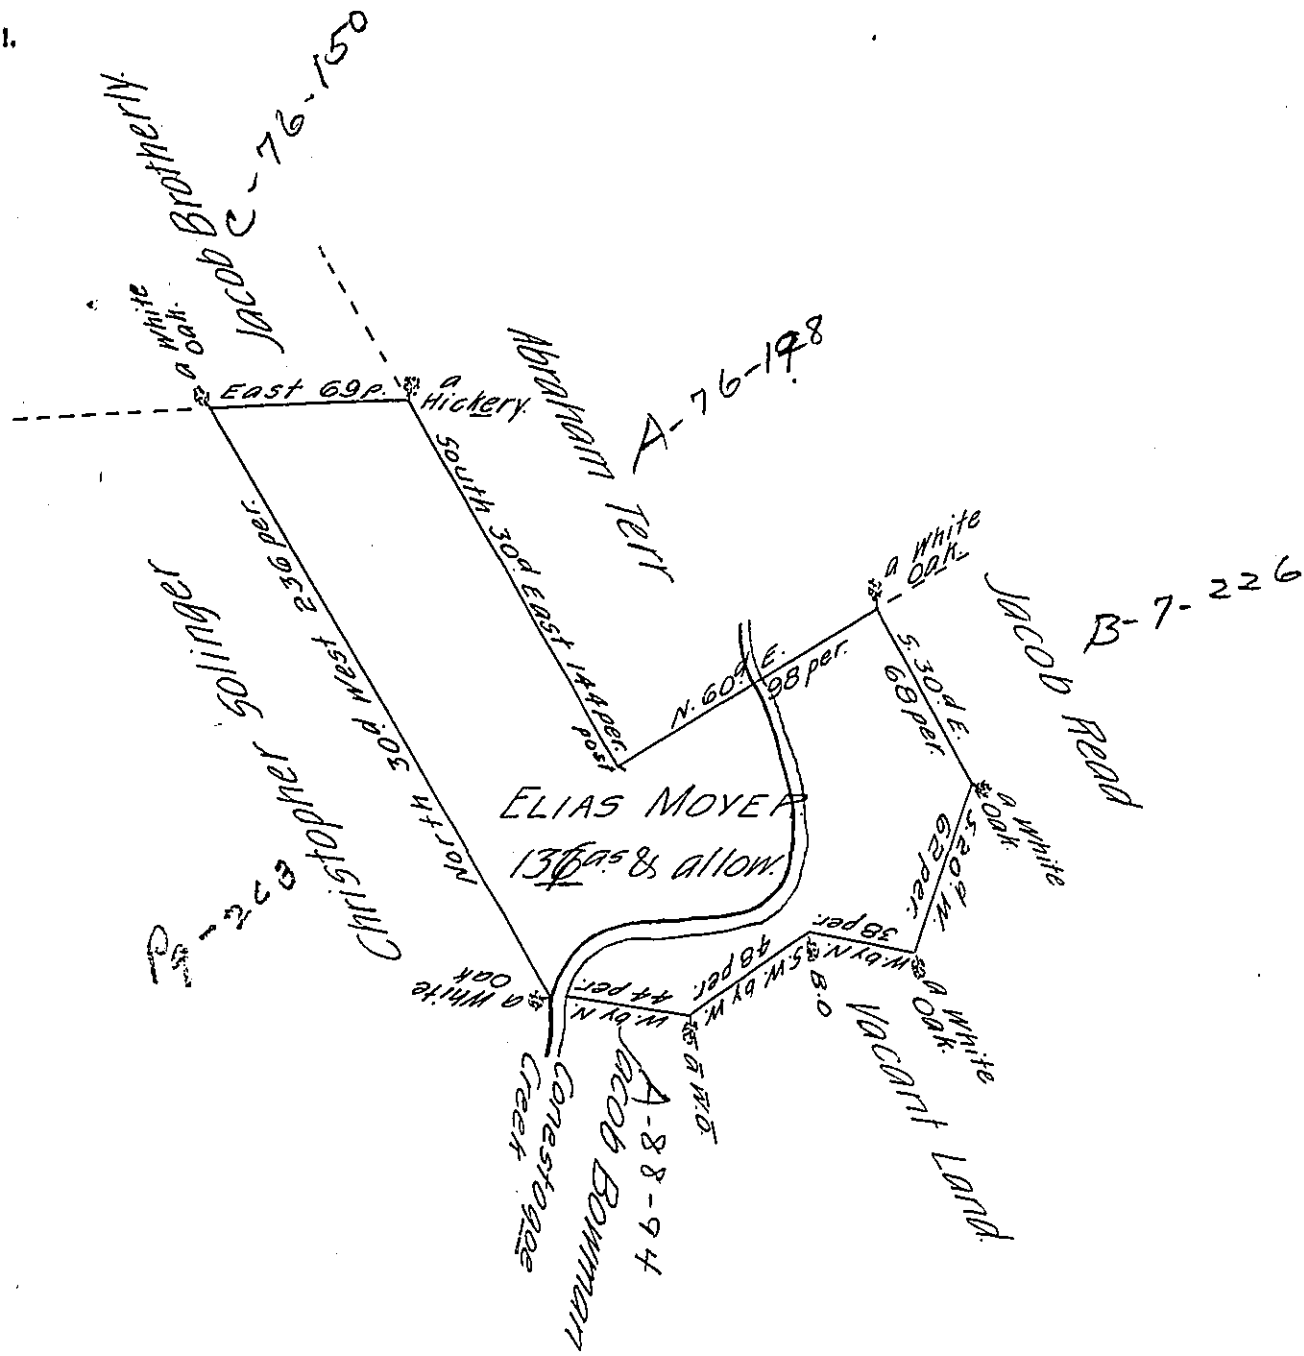 1.
Jacob Brotherly.
C-76-150
a White
Oak.
East 69 p.
a
Hickery.
Abraham Terr
A-76-198
South 30d. East 144 per.
post
North 30d. West 236 per.
Christopher Solinger
N. 60d. E.
98 per.
a White
Oak
Jacob Read
B-7-226
S. 30d. E.
68 per.
a White
Oak.
S. 20d. W.
62 per.
ELIAS MOYER
as. & allow.
a White
Oak.
W. by N.
38 per.
B.O
Vacant Land.
S.W. by W.
48 per.
a W.O.
W. by N.
44 per.
a White
Oak
Jacob Bowman
A-88-94
Conestogoe
Creek